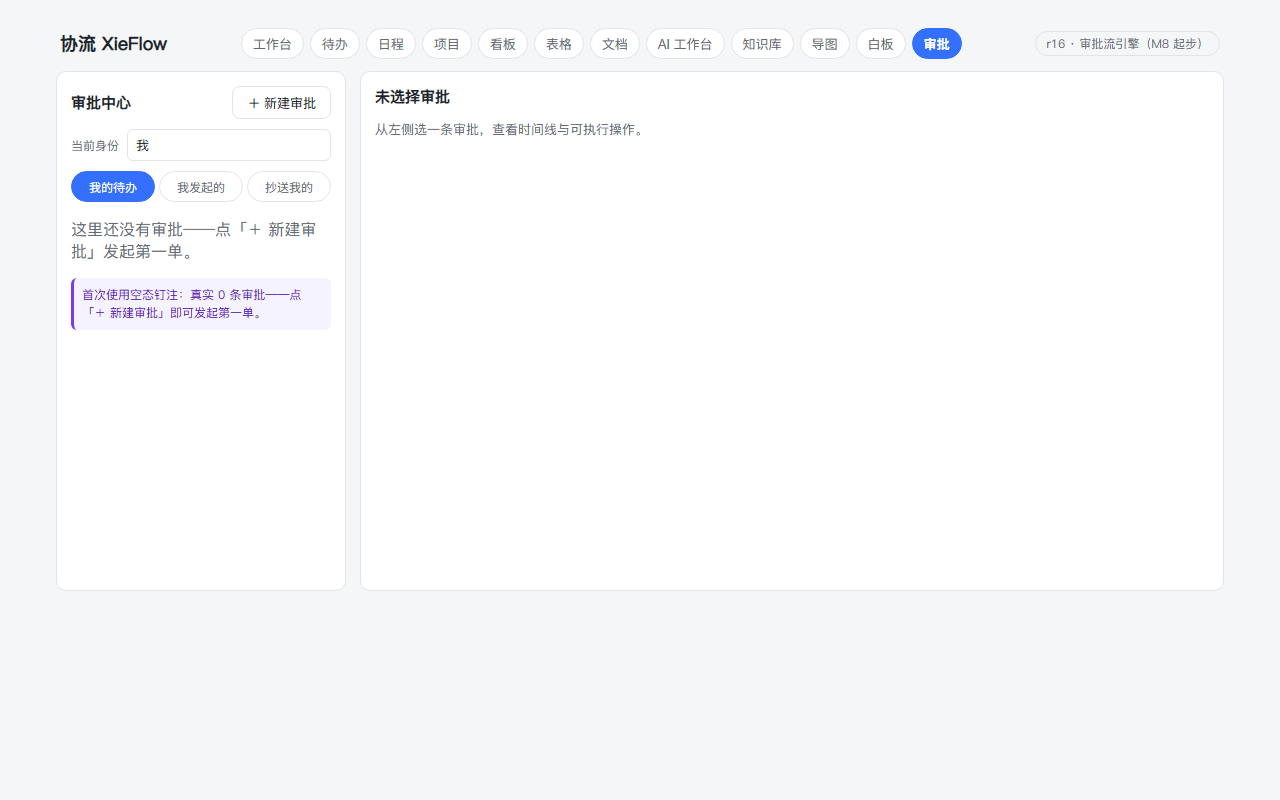 协流 XieFlow
工作台
待办
日程
项目
看板
表格
文档
AI 工作台
知识库
导图
白板
审批
r16 · 审批流引擎（M8 起步）
审批中心
＋ 新建审批
当前身份
我
我的待办
我发起的
抄送我的
这里还没有审批——点「＋ 新建审
批」发起第一单。
首次使用空态钉注：真实 0 条审批——点
「＋ 新建审批」即可发起第一单。
未选择审批
从左侧选一条审批，查看时间线与可执行操作。